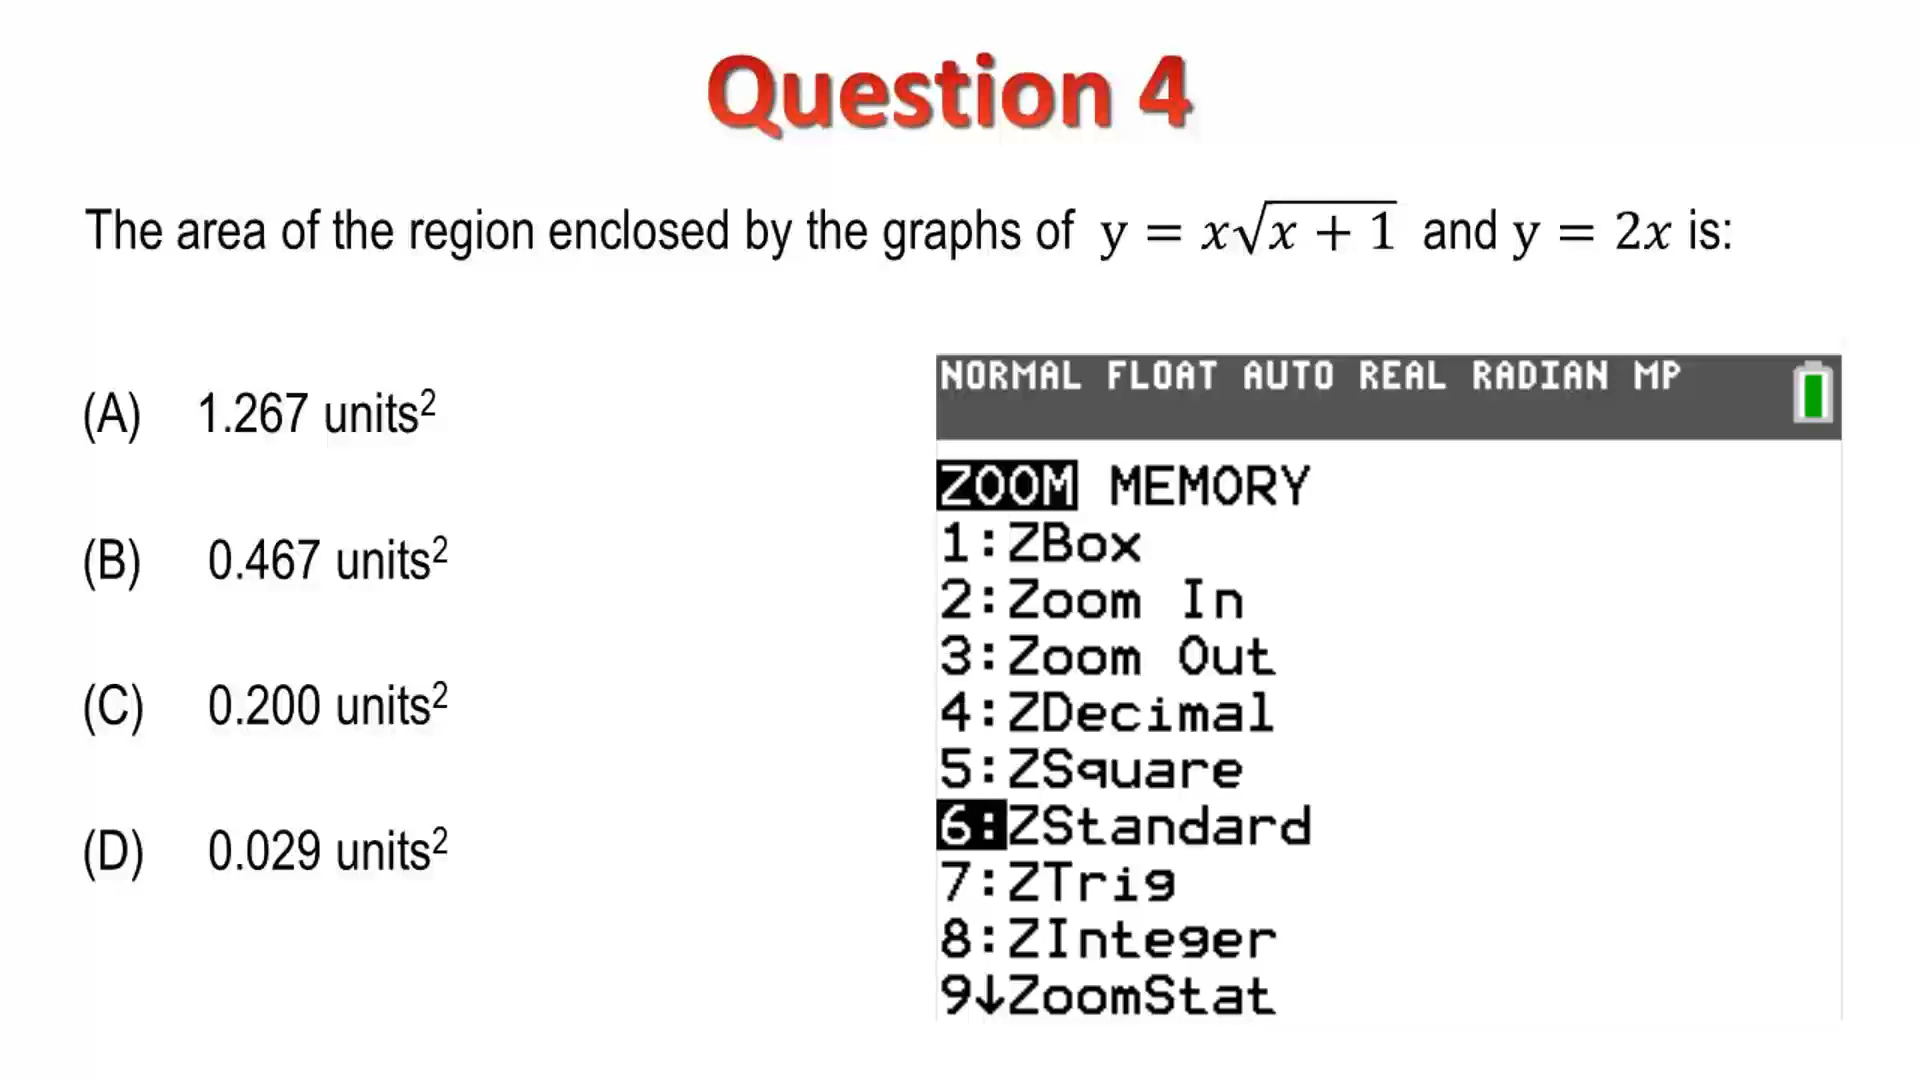 Question 4
The area of the region enclosed by the graphs of y = x√x + 1 and y = 2x is:
(A) 1.267 units²
(B) 0.467 units²
(C) 0.200 units²
(D) 0.029 units²
NORMAL FLOAT AUTO REAL RADIAN MP
ZOOM MEMORY
1:ZBox
2:Zoom In
3:Zoom Out
4:ZDecimal
5:ZSquare
6:ZStandard
7:ZTrig
8:ZInteger
9↓ZoomStat